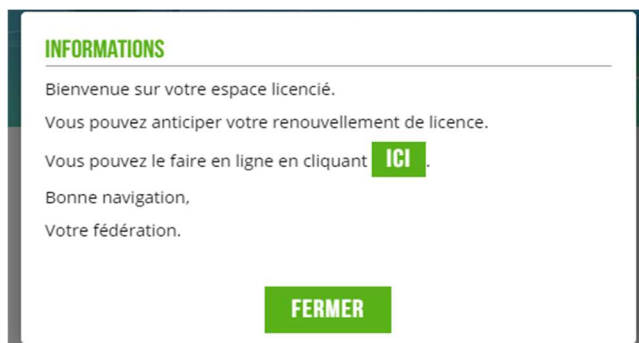 INFORMATIONS
Bienvenue sur votre espace licencié.
Vous pouvez anticiper votre renouvellement de licence.
Vous pouvez le faire en ligne en cliquant ICI .
Bonne navigation,
Votre fédération.
FERMER